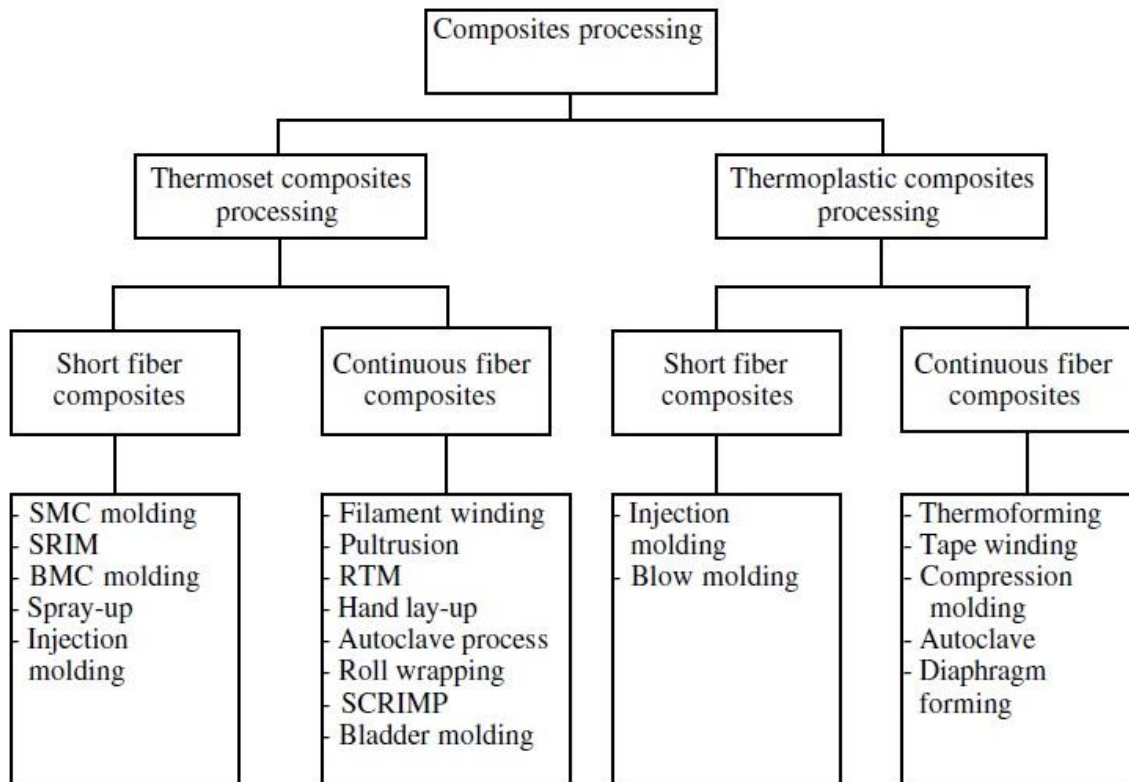 Composites processing
Thermoset composites
processing
Thermoplastic composites
processing
Short fiber
composites
Continuous fiber
composites
Short fiber
composites
Continuous fiber
composites
- SMC molding
- SRIM
- BMC molding
- Spray-up
- Injection
molding
- Filament winding
- Pultrusion
- RTM
- Hand lay-up
- Autoclave process
- Roll wrapping
- SCRIMP
- Bladder molding
- Injection
molding
- Blow molding
- Thermoforming
- Tape winding
- Compression
molding
- Autoclave
- Diaphragm
forming